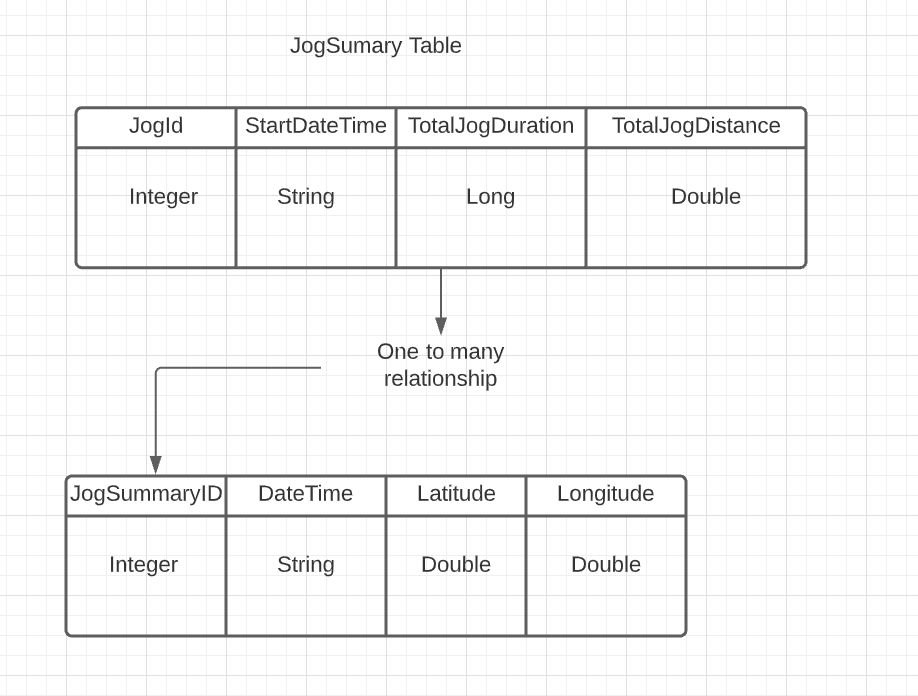 JogSumary Table
JogId StartDateTime TotalJogDuration TotalJogDistance
Integer String Long Double
One to many
relationship
JogSummaryID DateTime Latitude Longitude
Integer String Double Double